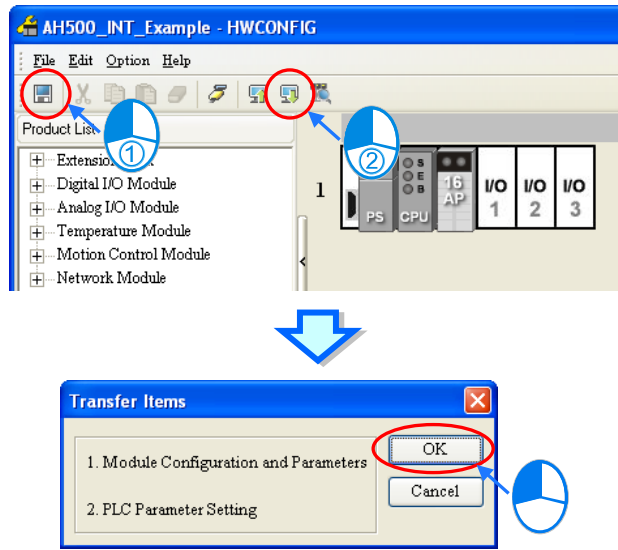 AH500_INT_Example - HWCONFIG
File Edit Option Help
Product List
①
②
Extension
Digital I/O Module
Analog I/O Module
Temperature Module
Motion Control Module
Network Module
1
PS
CPU
S
E
B
16
AP
I/O
1
I/O
2
I/O
3
Transfer Items
1. Module Configuration and Parameters
2. PLC Parameter Setting
OK
Cancel